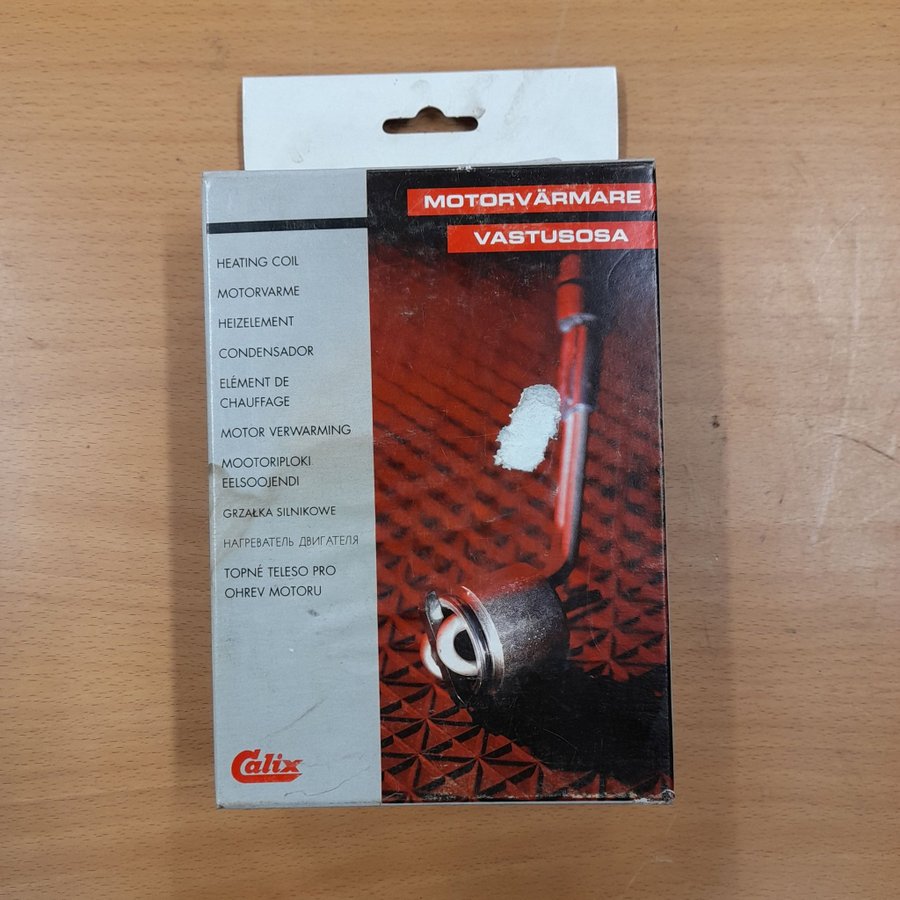 MOTORVÄRMARE
VASTUSOSA
HEATING COIL
MOTORVARME
HEIZELEMENT
CONDENSADOR
ELÉMENT DE
CHAUFFAGE
MOTOR VERWARMING
MOOTORIPLOKI
EELSOOJENDI
GRZAŁKA SILNIKOWE
НАГРЕВАТЕЛЬ ДВИГАТЕЛЯ
TOPNÉ TELESO PRO
OHREV MOTORU
Calix